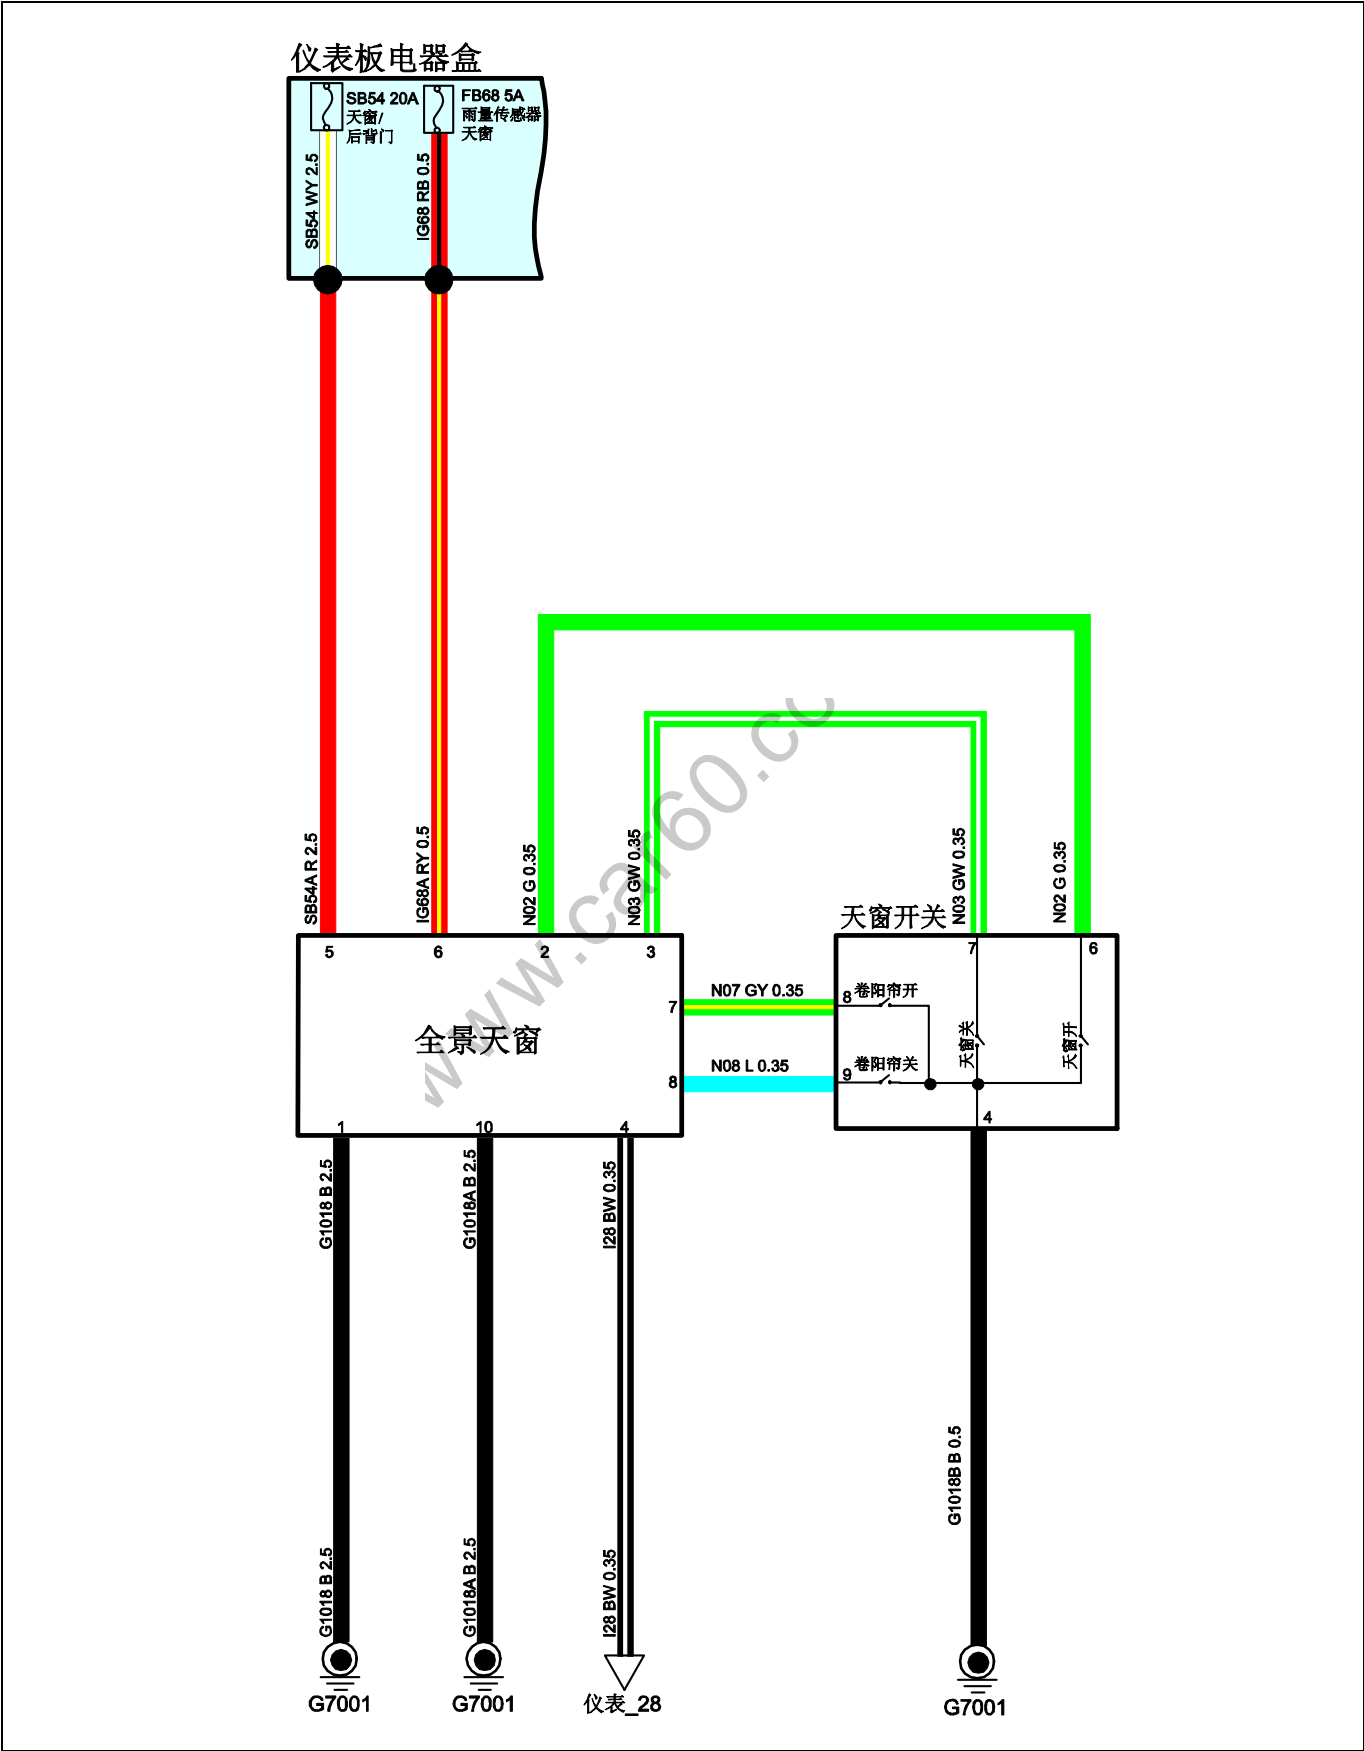 仪表板电器盒
SB54 20A
天窗/
后背门
FB68 5A
雨量传感器
天窗
SB54 WY 2.5
IG68 RB 0.5
SB54A R 2.5
IG68A RY 0.5
N02 G 0.35
N03 GW 0.35
N03 GW 0.35
N02 G 0.35
天窗开关
5
6
2
3
7
6
7
N07 GY 0.35
8
卷阳帘开
全景天窗
天窗关
天窗开
8
N08 L 0.35
9
卷阳帘关
1
10
4
4
G1018 B 2.5
G1018A B 2.5
I28 BW 0.35
G1018B B 0.5
G1018 B 2.5
G1018A B 2.5
I28 BW 0.35
G7001
G7001
仪表_28
G7001
www.car60.co